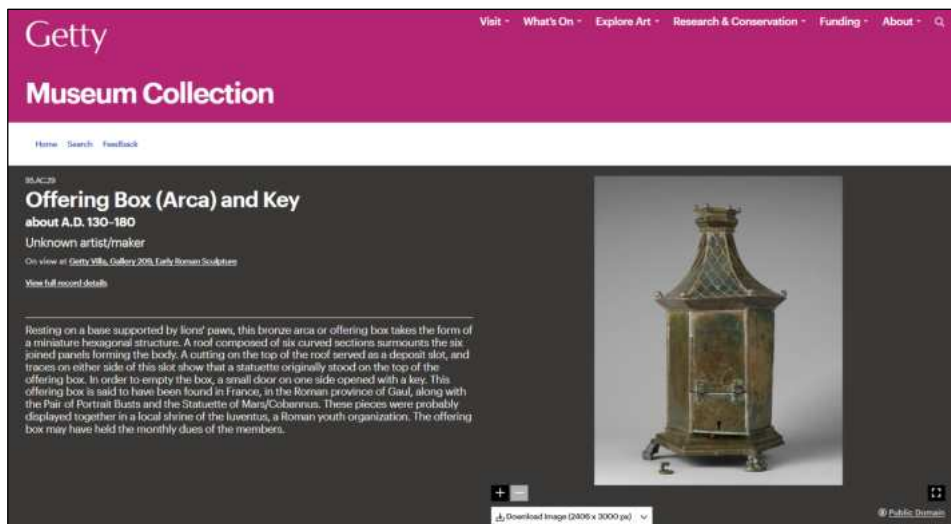 Getty
Visit What's On Explore Art Research & Conservation Funding About
Museum Collection
Home Search Feedback
Offering Box (Arca) and Key
about A.D. 130–180
Unknown artist/maker
On view at Getty Villa, Gallery 209, Early Roman Sculpture
View full record details
Resting on a base supported by lions' paws, this bronze arca or offering box takes the form of
a miniature hexagonal structure. A roof composed of six curved sections surmounts the six
joined panels forming the body. A cutting on the top of the roof served as a deposit slot, and
traces on either side of this slot show that a statuette originally stood on the top of the
offering box. In order to empty the box, a small door on one side opened with a key. This
offering box is said to have been found in France, in the Roman province of Gaul, along with
the Pair of Portrait Busts and the Statuette of Mars/Cobannus. These pieces were probably
displayed together in a local shrine of the Iuventus, a Roman youth organization. The offering
box may have held the monthly dues of the members.
Download Image (2406 x 3000 px)
Public Domain